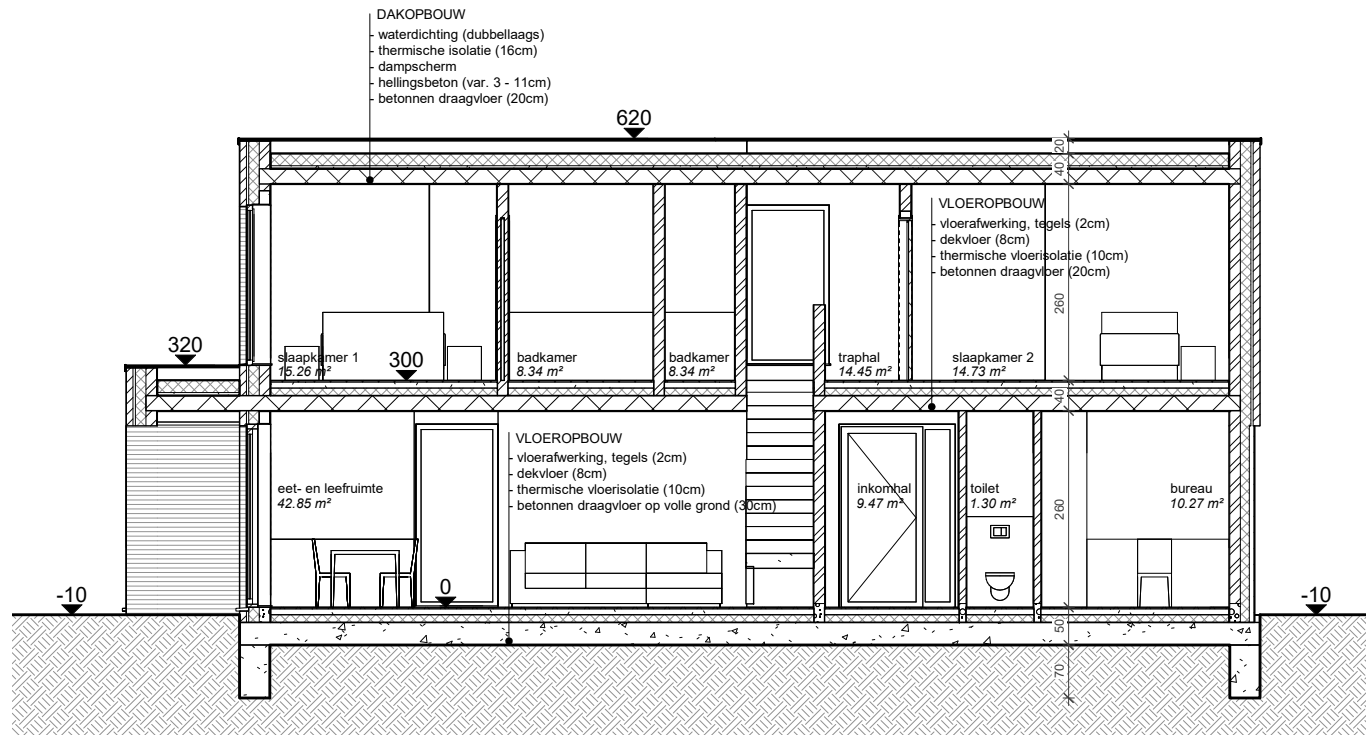 DAKOPBOUW
- waterdichting (dubbellaags)
- thermische isolatie (16cm)
- dampscherm
- hellingsbeton (var. 3 - 11cm)
- betonnen draagvloer (20cm)
620
20
40
VLOEROPBOUW
- vloerafwerking, tegels (2cm)
- dekvloer (8cm)
- thermische vloerisolatie (10cm)
- betonnen draagvloer (20cm)
260
320
slaapkamer 1
15.26 m²
300
badkamer
8.34 m²
badkamer
8.34 m²
traphal
14.45 m²
slaapkamer 2
14.73 m²
40
VLOEROPBOUW
- vloerafwerking, tegels (2cm)
- dekvloer (8cm)
- thermische vloerisolatie (10cm)
- betonnen draagvloer op volle grond (30cm)
eet- en leefruimte
42.85 m²
inkomhal
9.47 m²
toilet
1.30 m²
bureau
10.27 m²
260
-10
0
-10
50
70